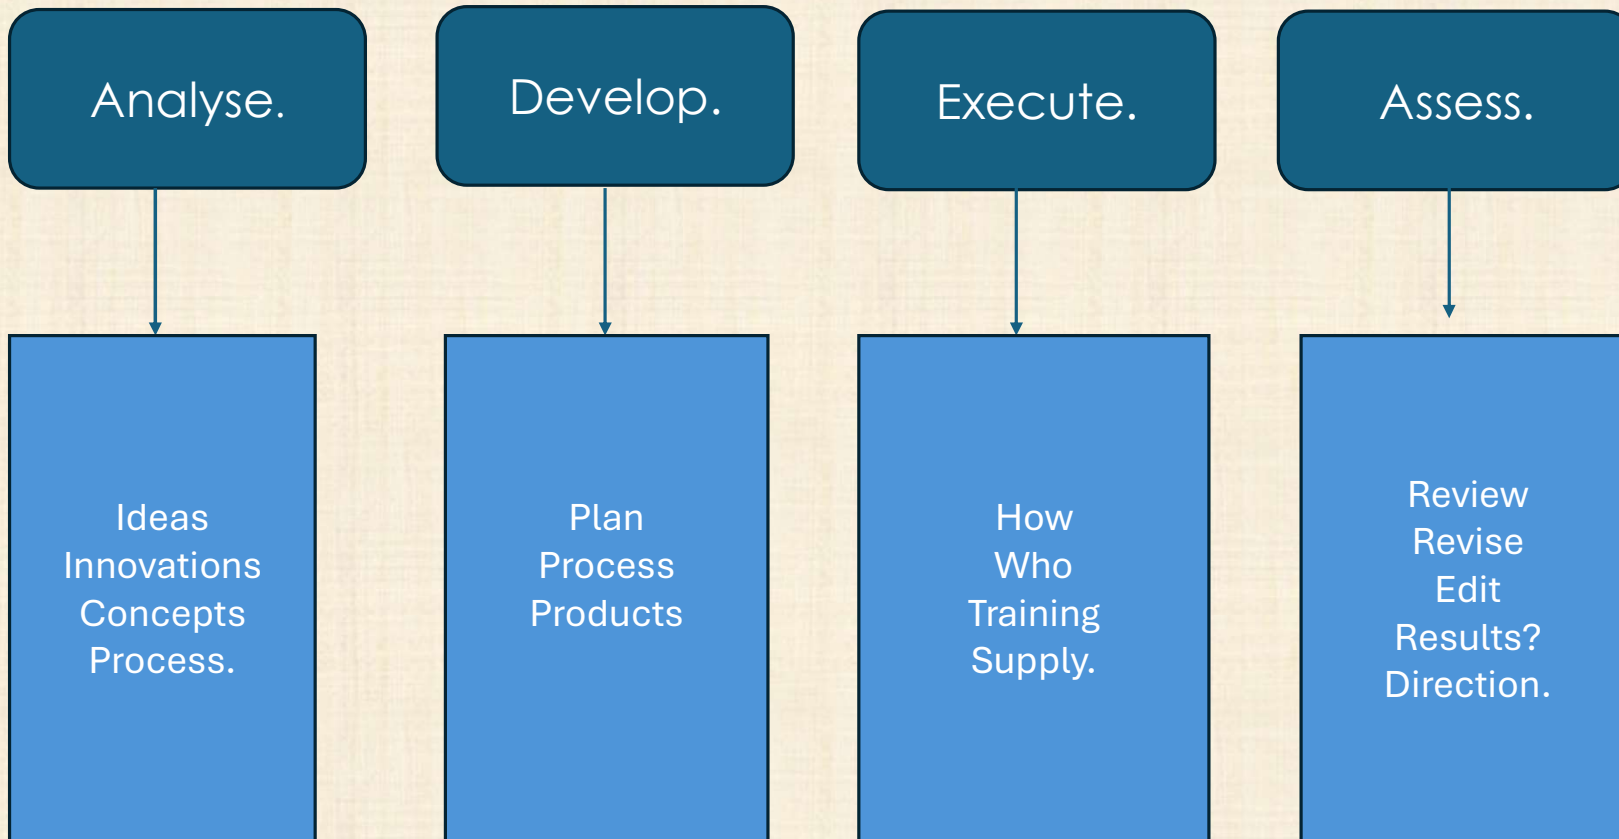 Analyse.
Develop.
Execute.
Assess.
Ideas
Innovations
Concepts
Process.
Plan
Process
Products
How
Who
Training
Supply.
Review
Revise
Edit
Results?
Direction.